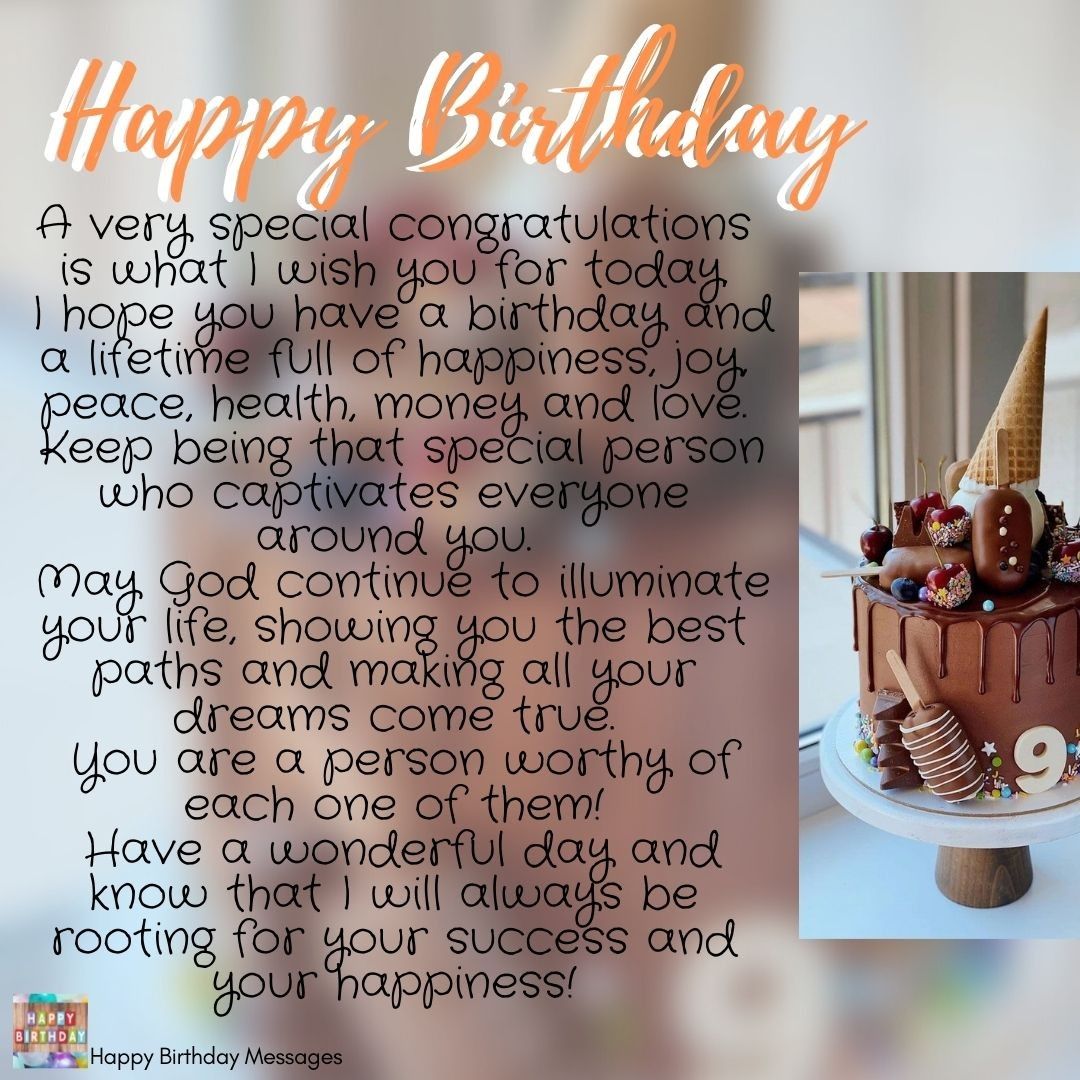 Happy Birthday
A very special congratulations
is what I wish you for today
I hope you have a birthday and
a lifetime full of happiness, joy,
peace, health, money and love.
Keep being that special person
who captivates everyone
around you.
May God continue to illuminate
your life, showing you the best
paths and making all your
dreams come true.
You are a person worthy of
each one of them!
Have a wonderful day and
know that I will always be
rooting for your success and
your happiness!
9
HAPPY
BIRTHDAY
Happy Birthday Messages